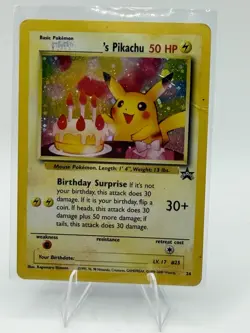 Basic Pokémon
's Pikachu 50 HP
Mouse Pokémon. Length: 1' 4", Weight: 13 lbs.
Birthday Surprise If it's not
your birthday, this attack does 30
damage. If it is your birthday,
flip a coin. If heads, this attack does 30
damage plus 50 more damage; if
tails, this attack does 30 damage.
30+
weakness
resistance
retreat cost
Your Birthday:
LV. 17 #25
24